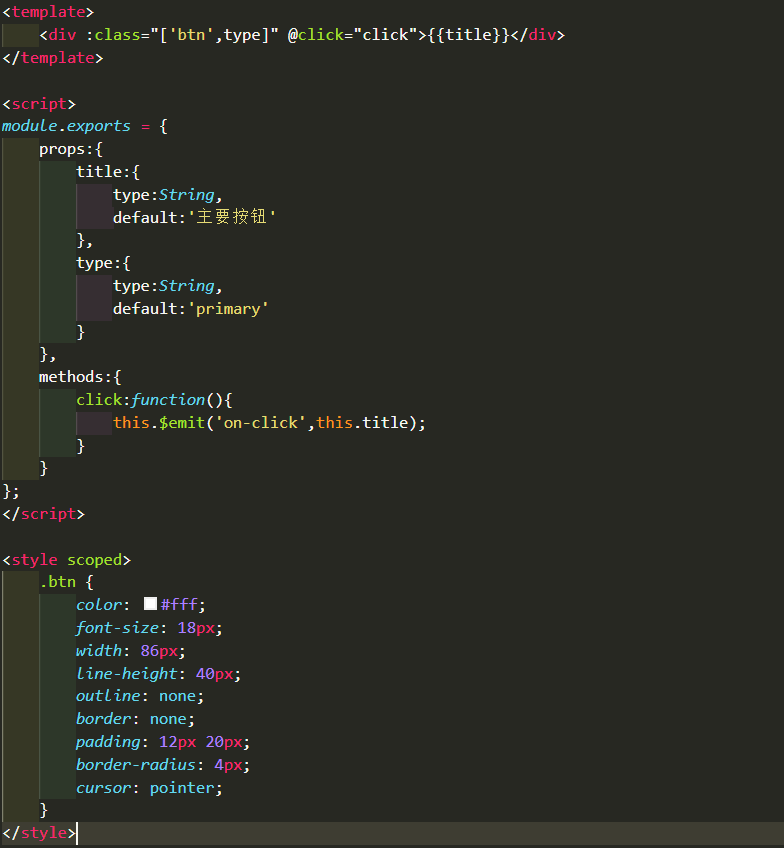 <template>
    <div :class="['btn',type]" @click="click">{{title}}</div>
</template>

<script>
module.exports = {
    props:{
        title:{
            type:String,
            default:'主要按钮'
        },
        type:{
            type:String,
            default:'primary'
        }
    },
    methods:{
        click:function(){
            this.$emit('on-click',this.title);
        }
    }
};
</script>

<style scoped>
    .btn {
        color: #fff;
        font-size: 18px;
        width: 86px;
        line-height: 40px;
        outline: none;
        border: none;
        padding: 12px 20px;
        border-radius: 4px;
        cursor: pointer;
    }
</style>